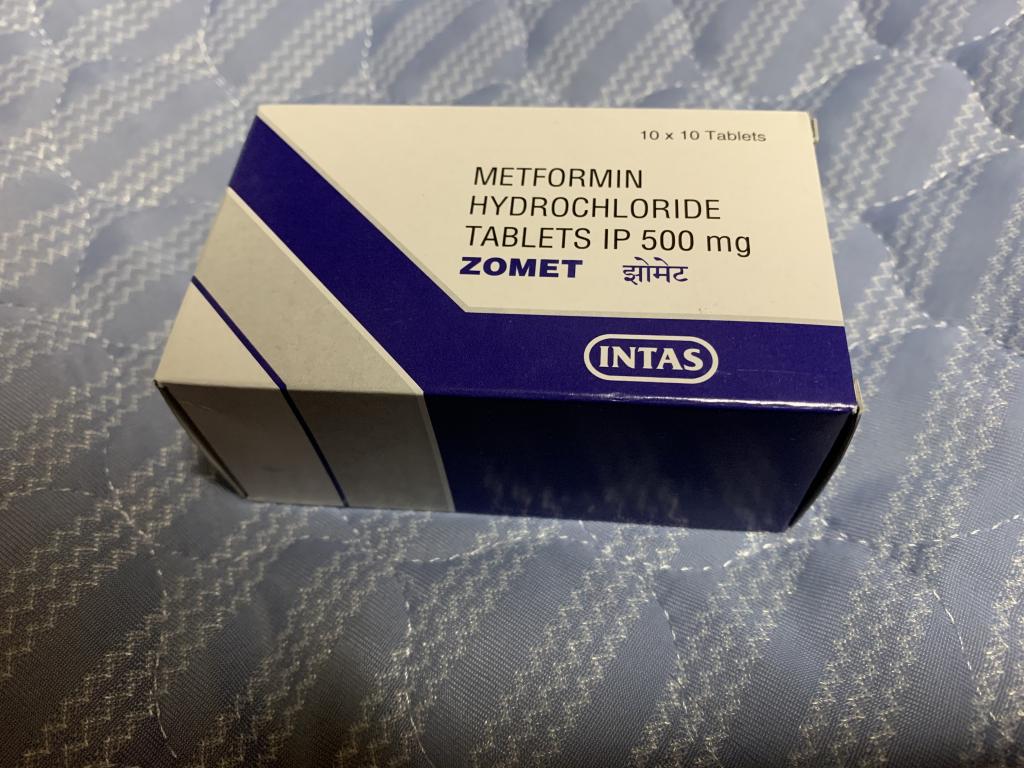 10 x 10 Tablets
METFORMIN
HYDROCHLORIDE
TABLETS IP 500 mg
ZOMET झोमेट
INTAS